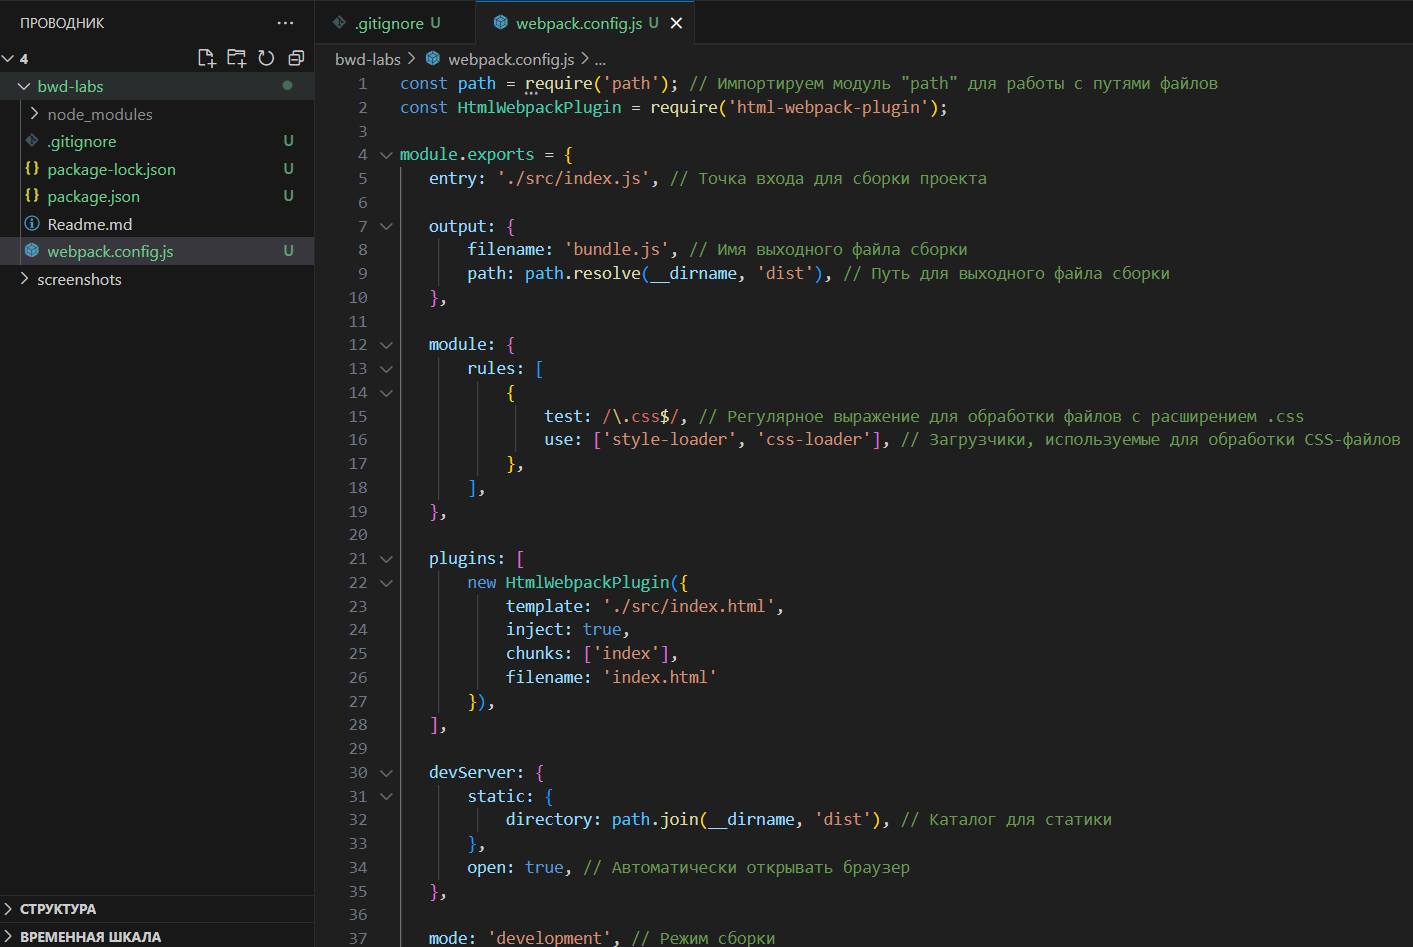 ПРОВОДНИК ...
4
bwd-labs
node_modules
.gitignore U
package-lock.json U
package.json U
Readme.md
webpack.config.js U
screenshots
СТРУКТУРА
ВРЕМЕННАЯ ШКАЛА
.gitignore U
webpack.config.js U
bwd-labs > webpack.config.js > ...
1 const path = require('path'); // Импортируем модуль "path" для работы с путями файлов
2 const HtmlWebpackPlugin = require('html-webpack-plugin');
3
4 module.exports = {
5 entry: './src/index.js', // Точка входа для сборки проекта
6
7 output: {
8 filename: 'bundle.js', // Имя выходного файла сборки
9 path: path.resolve(__dirname, 'dist'), // Путь для выходного файла сборки
10 },
11
12 module: {
13 rules: [
14 {
15 test: /\.css$/, // Регулярное выражение для обработки файлов с расширением .css
16 use: ['style-loader', 'css-loader'], // Загрузчики, используемые для обработки CSS-файлов
17 },
18 ],
19 },
20
21 plugins: [
22 new HtmlWebpackPlugin({
23 template: './src/index.html',
24 inject: true,
25 chunks: ['index'],
26 filename: 'index.html'
27 }),
28 ],
29
30 devServer: {
31 static: {
32 directory: path.join(__dirname, 'dist'), // Каталог для статики
33 },
34 open: true, // Автоматически открывать браузер
35 },
36
37 mode: 'development', // Режим сборки